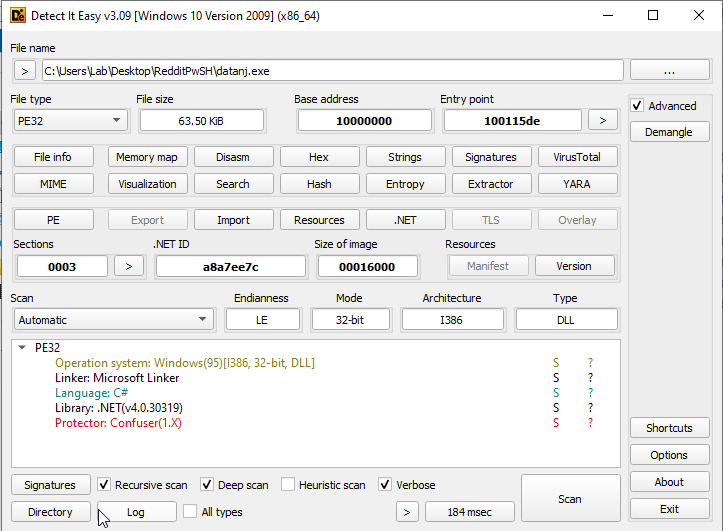 Detect It Easy v3.09 [Windows 10 Version 2009] (x86_64)
File name
> C:\Users\Lab\Desktop\RedditPwSH\datanj.exe ...
File type File size Base address Entry point Advanced
PE32 63.50 KiB 10000000 100115de > Demangle
File info Memory map Disasm Hex Strings Signatures VirusTotal
MIME Visualization Search Hash Entropy Extractor YARA
PE Export Import Resources .NET TLS Overlay
Sections .NET ID Size of image Resources
0003 > a8a7ee7c 00016000 Manifest Version
Scan Endianness Mode Architecture Type
Automatic LE 32-bit I386 DLL
PE32
Operation system: Windows(95)[I386, 32-bit, DLL] S ?
Linker: Microsoft Linker S ?
Language: C# S ?
Library: .NET(v4.0.30319) S ?
Protector: Confuser(1.X) S ?
Shortcuts
Options
Signatures Recursive scan Deep scan Heuristic scan Verbose Scan About
Directory Log All types > 184 msec Exit